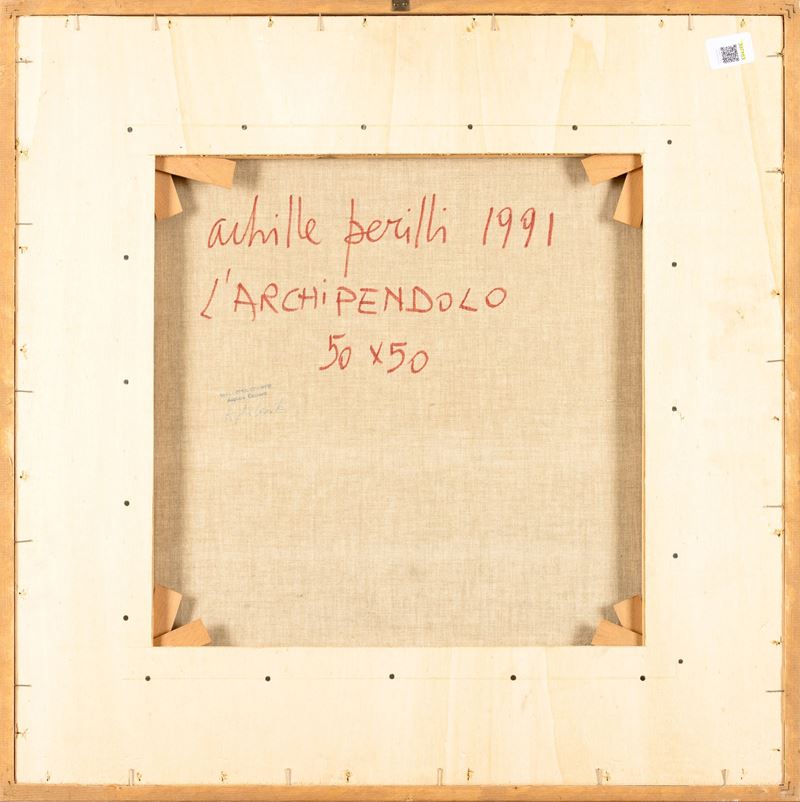 achille perilli 1991
L'ARCHiPENDOLO
50 x 50